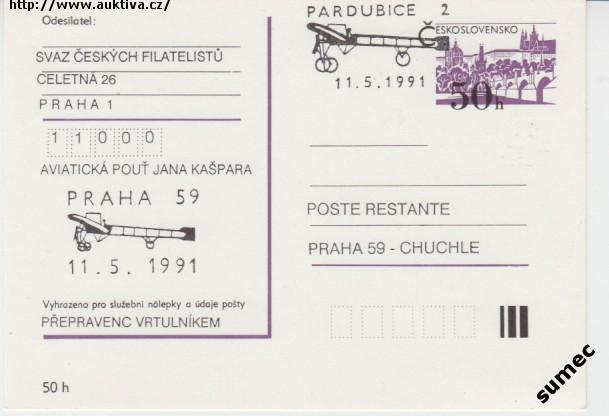 http://www.auktiva.cz/
Odesilatel:
SVAZ ČESKÝCH FILATELISTŮ
CELETNÁ 26
PRAHA 1
11000
AVIATICKÁ POUŤ JANA KAŠPARA
PRAHA 59
11.5.1991
Vyhrazeno pro služební nálepky a údaje pošty
PŘEPRAVENC VRTULNÍKEM
50 h
PARDUBICE 2
11.5.1991
ČESKOSLOVENSKO
50h
POSTE RESTANTE
PRAHA 59 - CHUCHLE
sumec